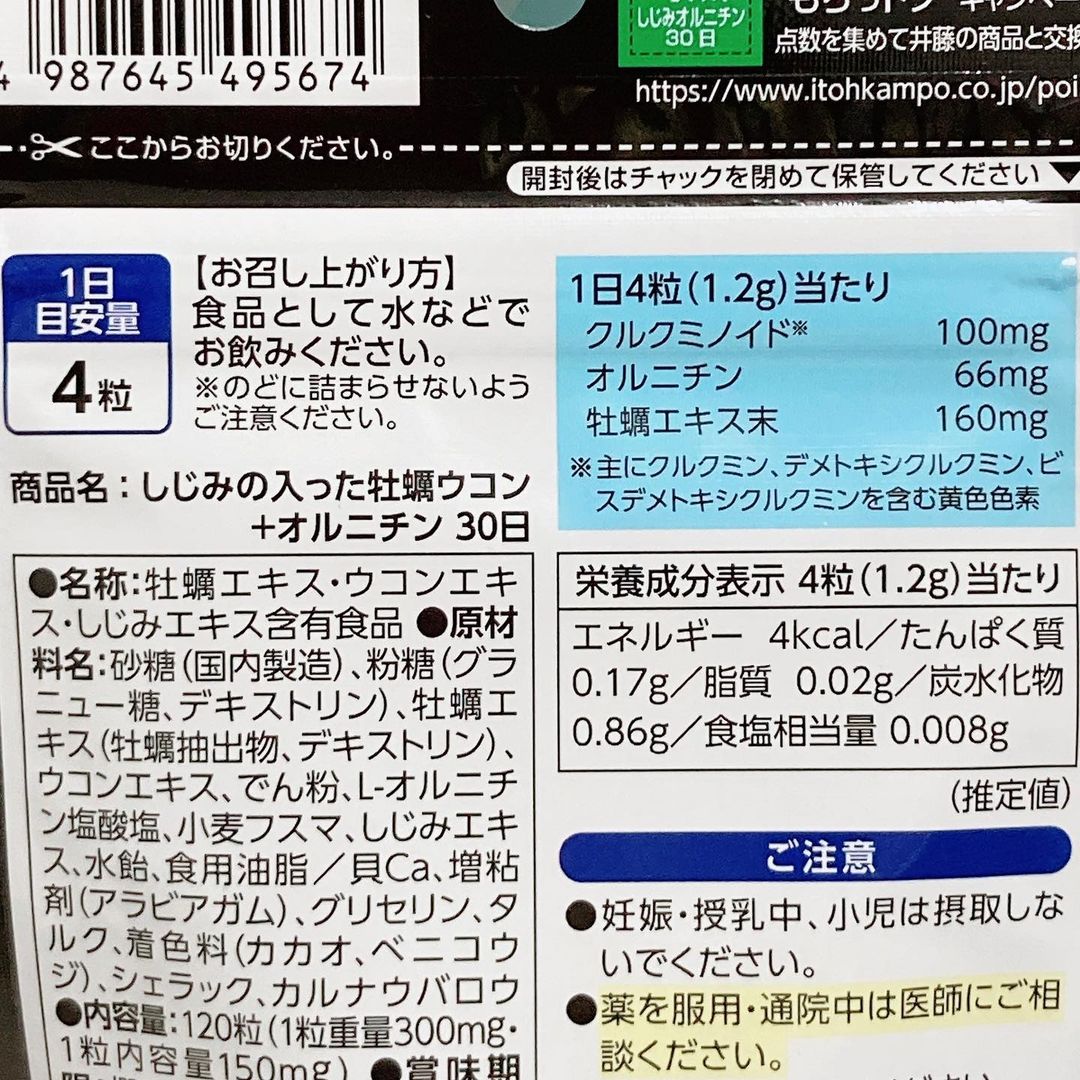 987645 495674
しじみオルニチン
30日
点数を集めて井藤の商品と交換
https://www.itohkampo.co.jp/poi
ここからお切りください。
開封後はチャックを閉めて保管してください
1日
目安量
4粒
【お召し上がり方】
食品として水などで
お飲みください。
※のどに詰まらせないよう
ご注意ください。
1日4粒(1.2g)当たり
クルクミノイド※ 100mg
オルニチン 66mg
牡蠣エキス末 160mg
※主にクルクミン、デメトキシクルクミン、ビ
スデメトキシクルクミンを含む黄色色素
商品名:しじみの入った牡蠣ウコン
+オルニチン 30日
●名称:牡蠣エキス・ウコンエキ
ス・しじみエキス含有食品 ●原材
料名:砂糖(国内製造)、粉糖(グラ
ニュー糖、デキストリン)、牡蠣エ
キス(牡蠣抽出物、デキストリン)、
ウコンエキス、でん粉、L-オルニチ
ン塩酸塩、小麦フスマ、しじみエキ
ス、水飴、食用油脂/貝Ca、増粘
剤(アラビアガム)、グリセリン、タ
ルク、着色料(カカオ、ベニコウ
ジ)、シェラック、カルナウバロウ
●内容量:120粒(1粒重量300mg・
1粒内容量150mg) ●賞味期
栄養成分表示 4粒(1.2g)当たり
エネルギー 4kcal/たんぱく質
0.17g/脂質 0.02g/炭水化物
0.86g/食塩相当量 0.008g
(推定値)
ご注意
●妊娠・授乳中、小児は摂取しな
いでください。
●薬を服用・通院中は医師にご相
談ください。